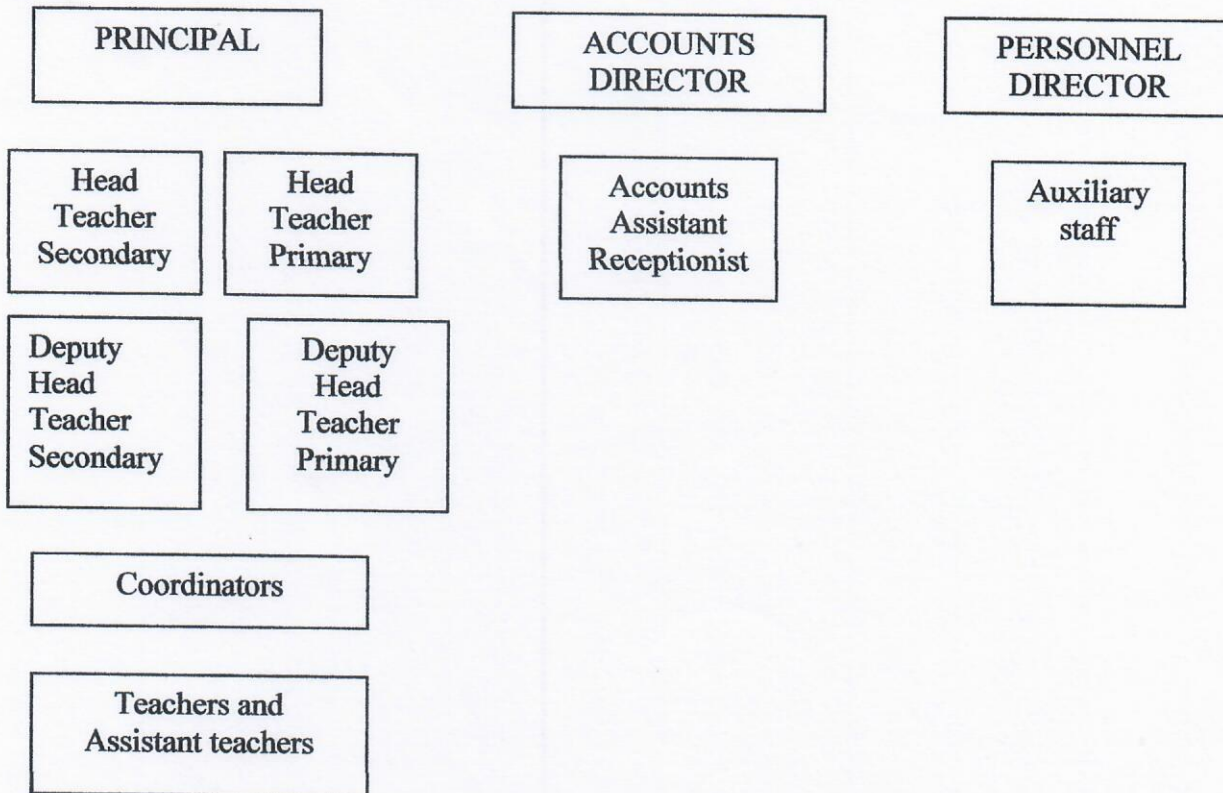 PRINCIPAL
ACCOUNTS
DIRECTOR
PERSONNEL
DIRECTOR
Head
Teacher
Secondary
Head
Teacher
Primary
Accounts
Assistant
Receptionist
Auxiliary
staff
Deputy
Head
Teacher
Secondary
Deputy
Head
Teacher
Primary
Coordinators
Teachers and
Assistant teachers